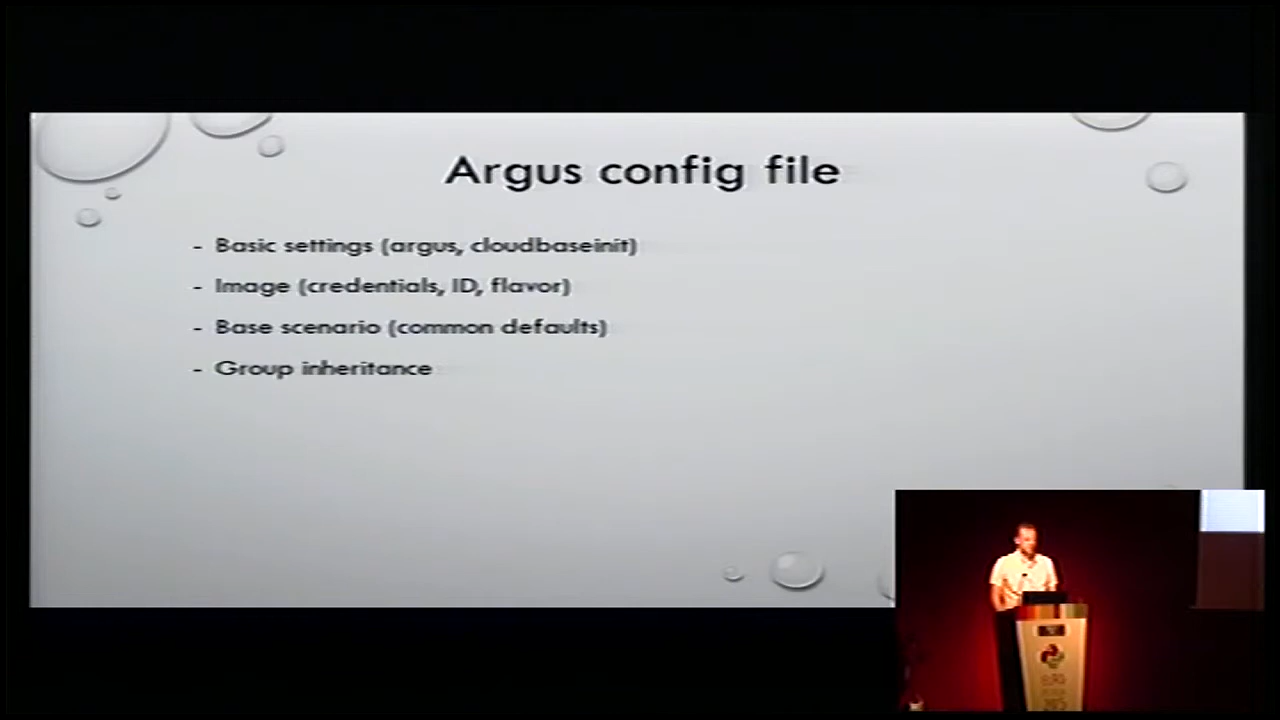 Argus config file
- Basic settings (argus, cloudbaseinit)
- Image (credentials, ID, flavor)
- Base scenario (common defaults)
- Group inheritance